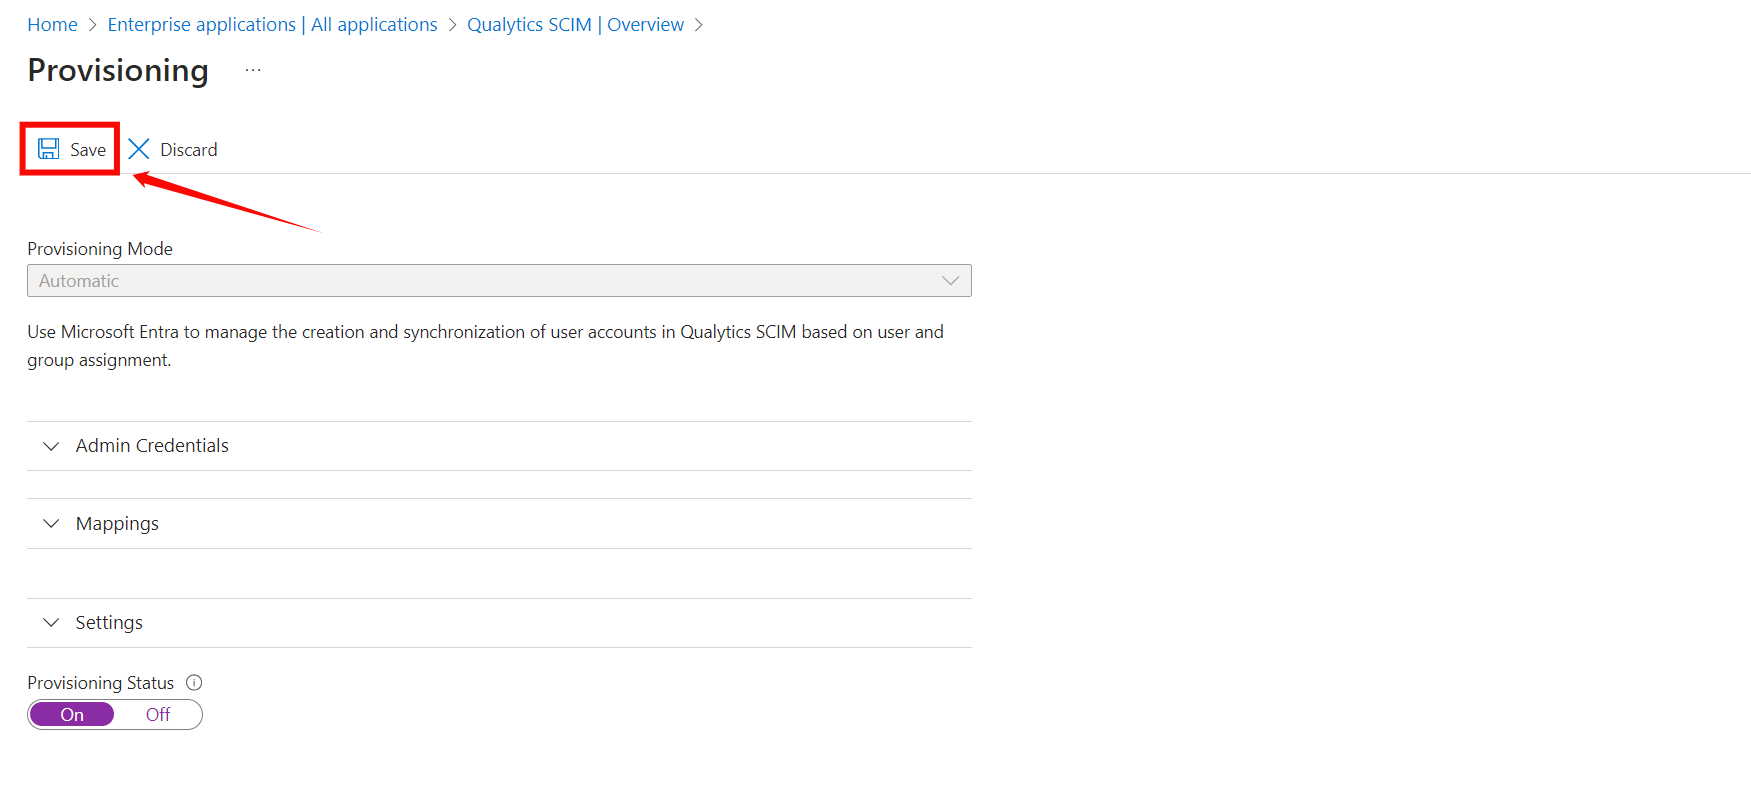 Home > Enterprise applications | All applications > Qualytics SCIM | Overview >
Provisioning ...
Save Discard
Provisioning Mode
Automatic
Use Microsoft Entra to manage the creation and synchronization of user accounts in Qualytics SCIM based on user and
group assignment.
Admin Credentials
Mappings
Settings
Provisioning Status
On Off